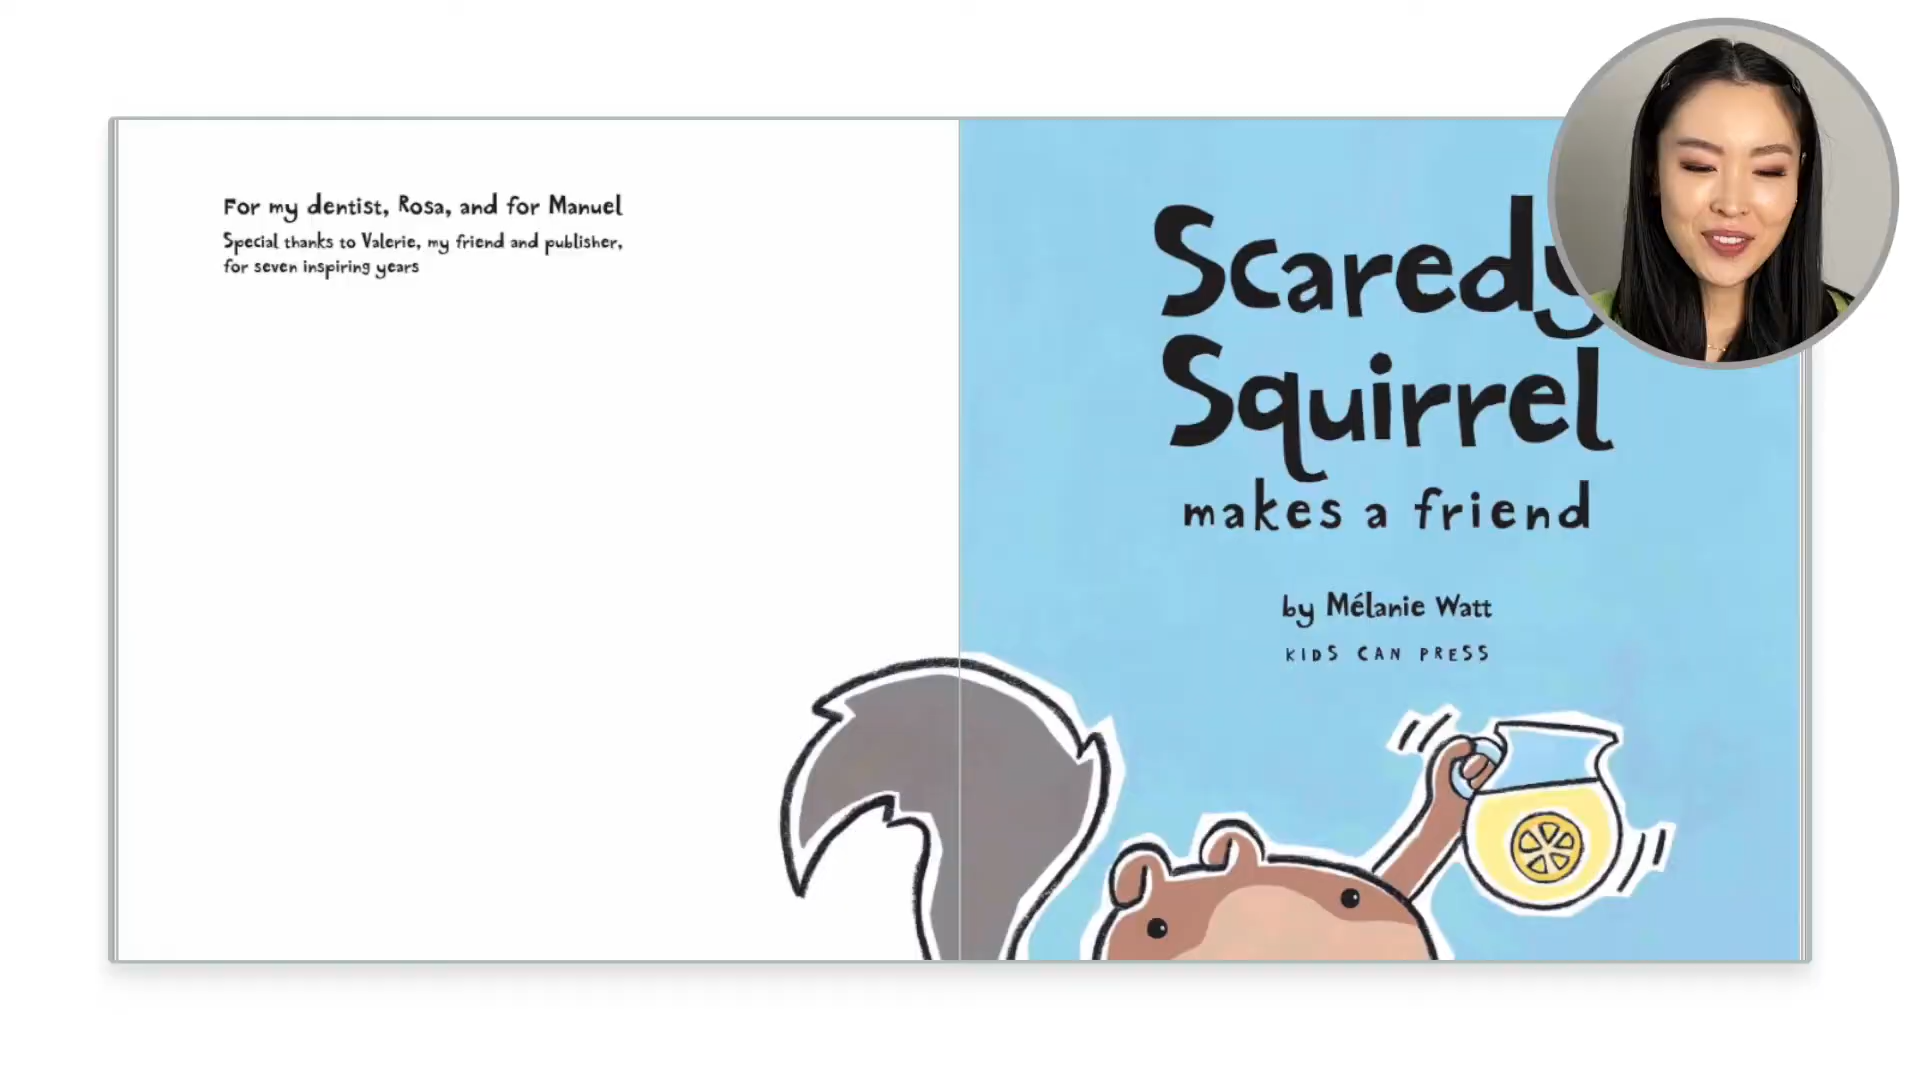 For my dentist, Rosa, and for Manuel
Special thanks to Valerie, my friend and publisher,
for seven inspiring years
Scaredy
Squirrel
makes a friend
by Mélanie Watt
KIDS CAN PRESS